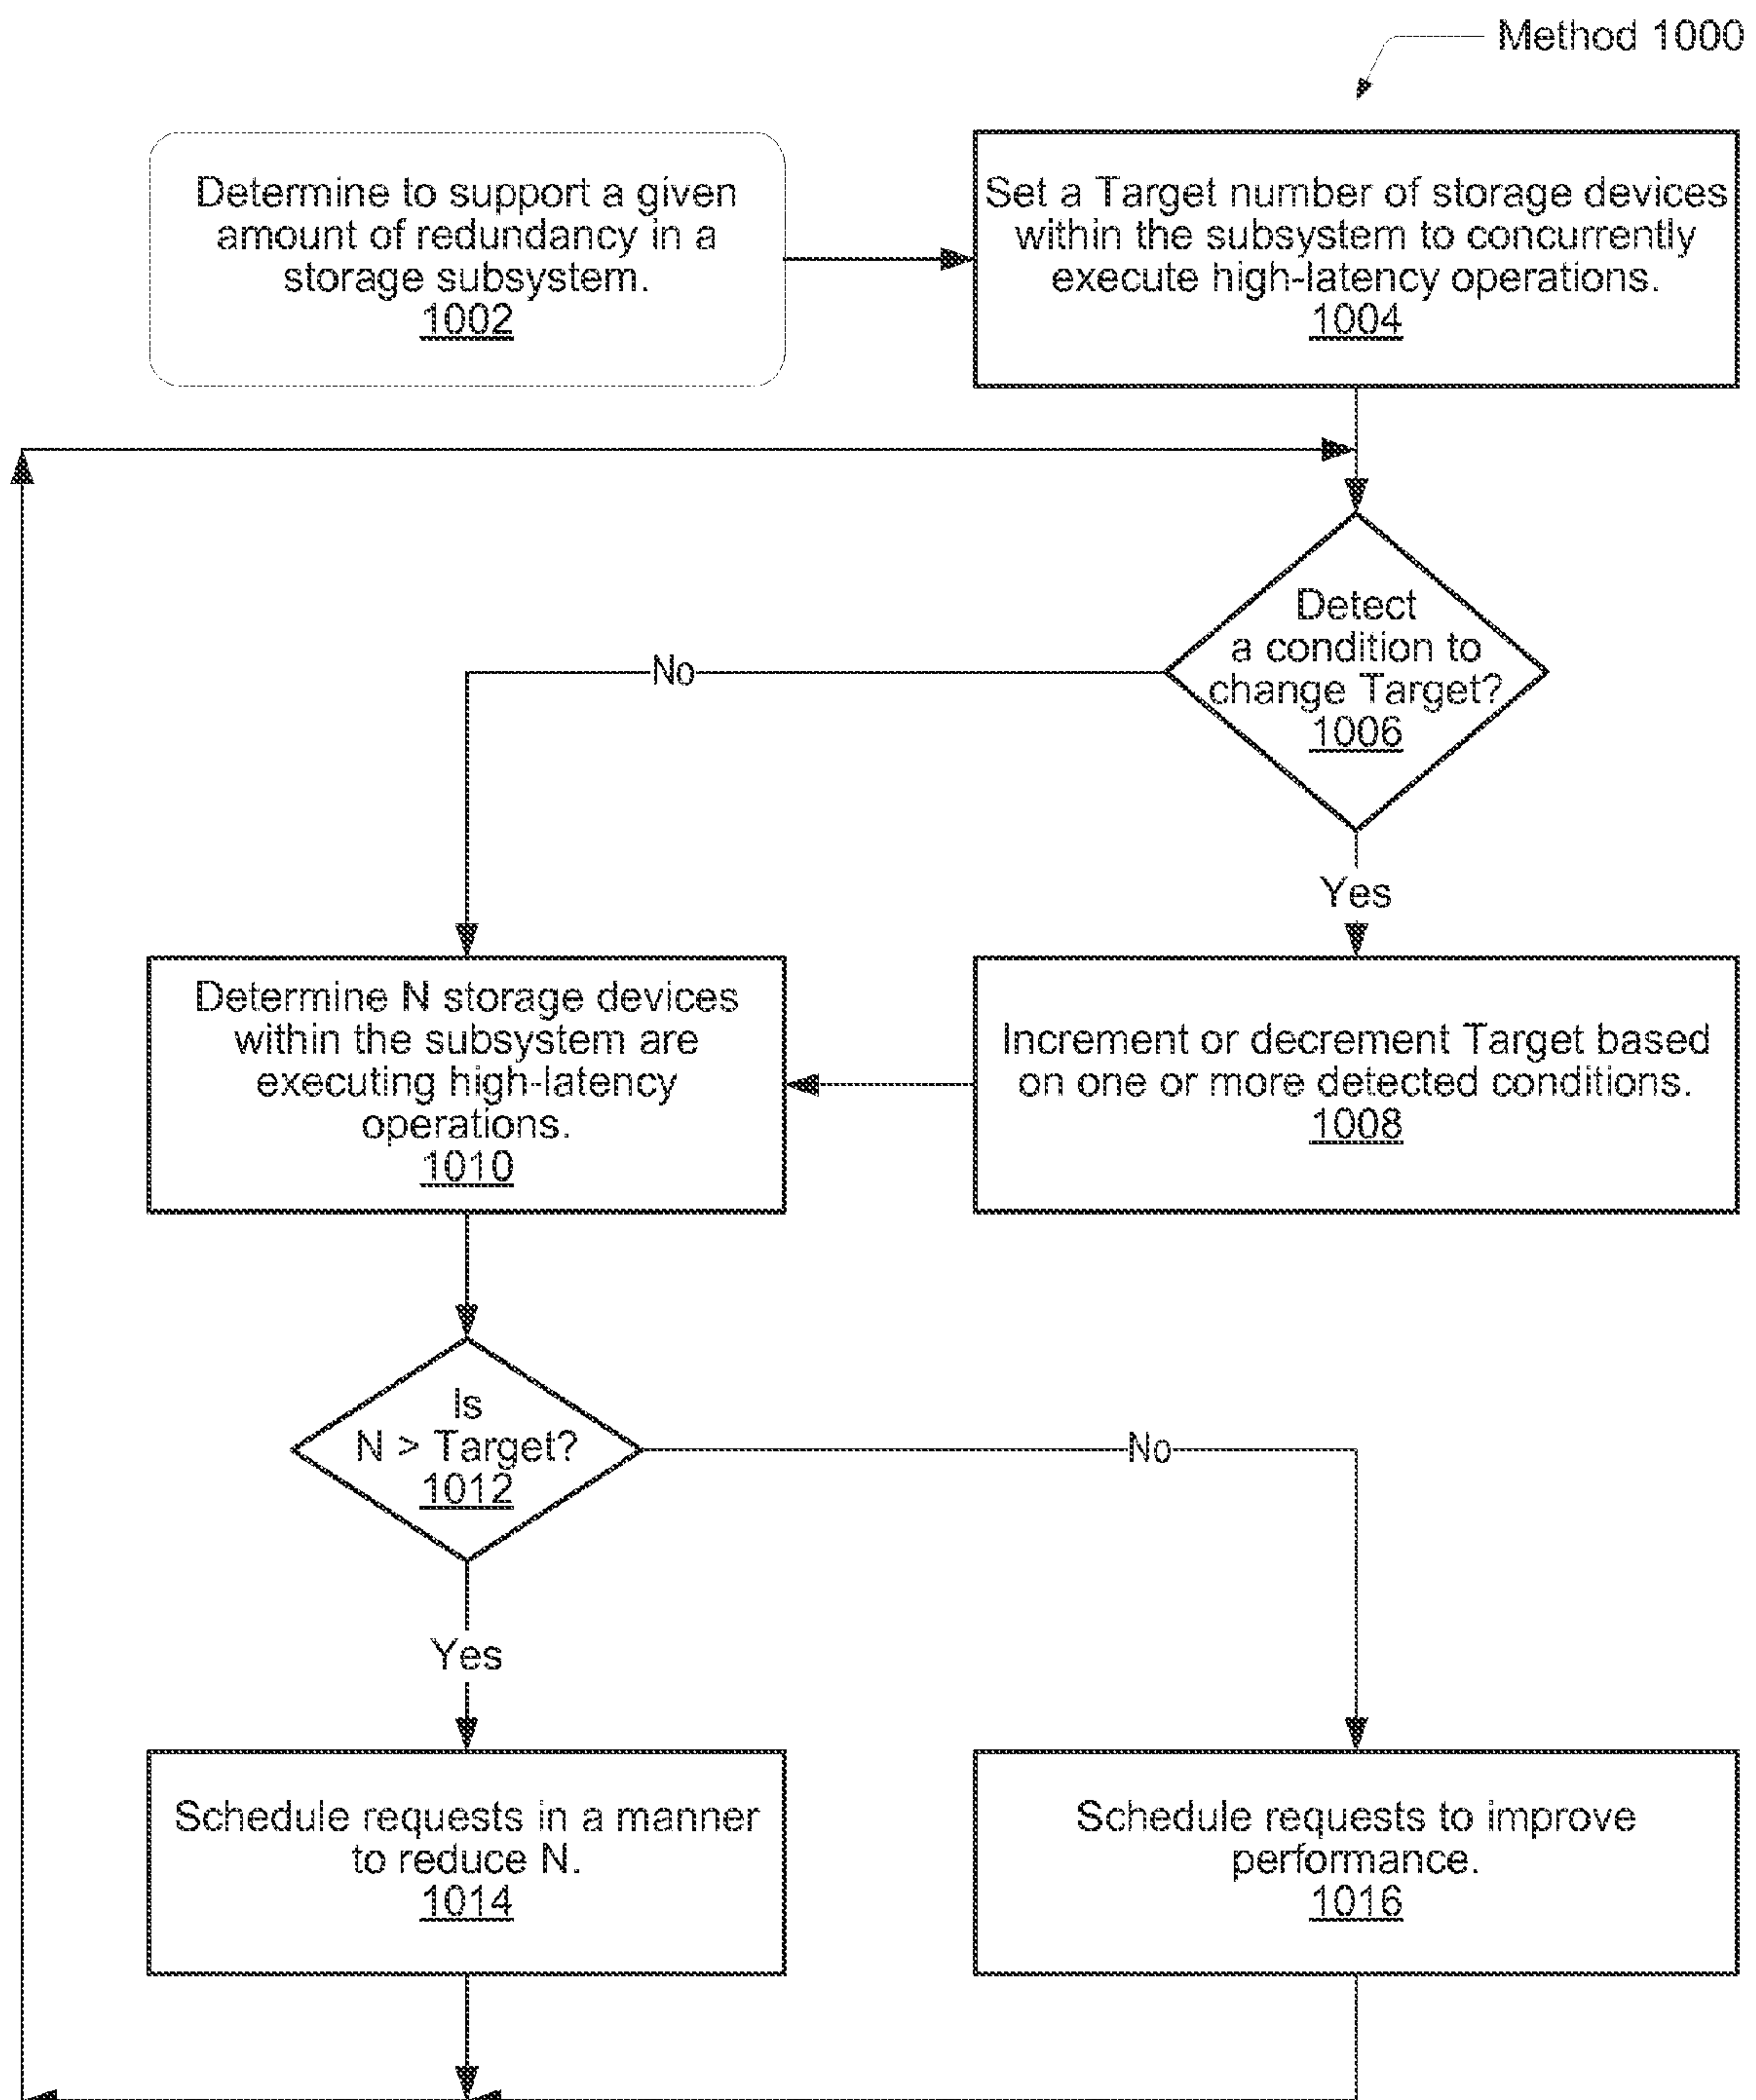 Method 1000
Determine to support a given
amount of redundancy in a
storage subsystem.
1002
Set a Target number of storage devices
within the subsystem to concurrently
execute high-latency operations.
1004
Detect
a condition to
change Target?
1006
No
Yes
Determine N storage devices
within the subsystem are
executing high-latency
operations.
1010
Increment or decrement Target based
on one or more detected conditions.
1008
Is
N > Target?
1012
No
Yes
Schedule requests in a manner
to reduce N.
1014
Schedule requests to improve
performance.
1016